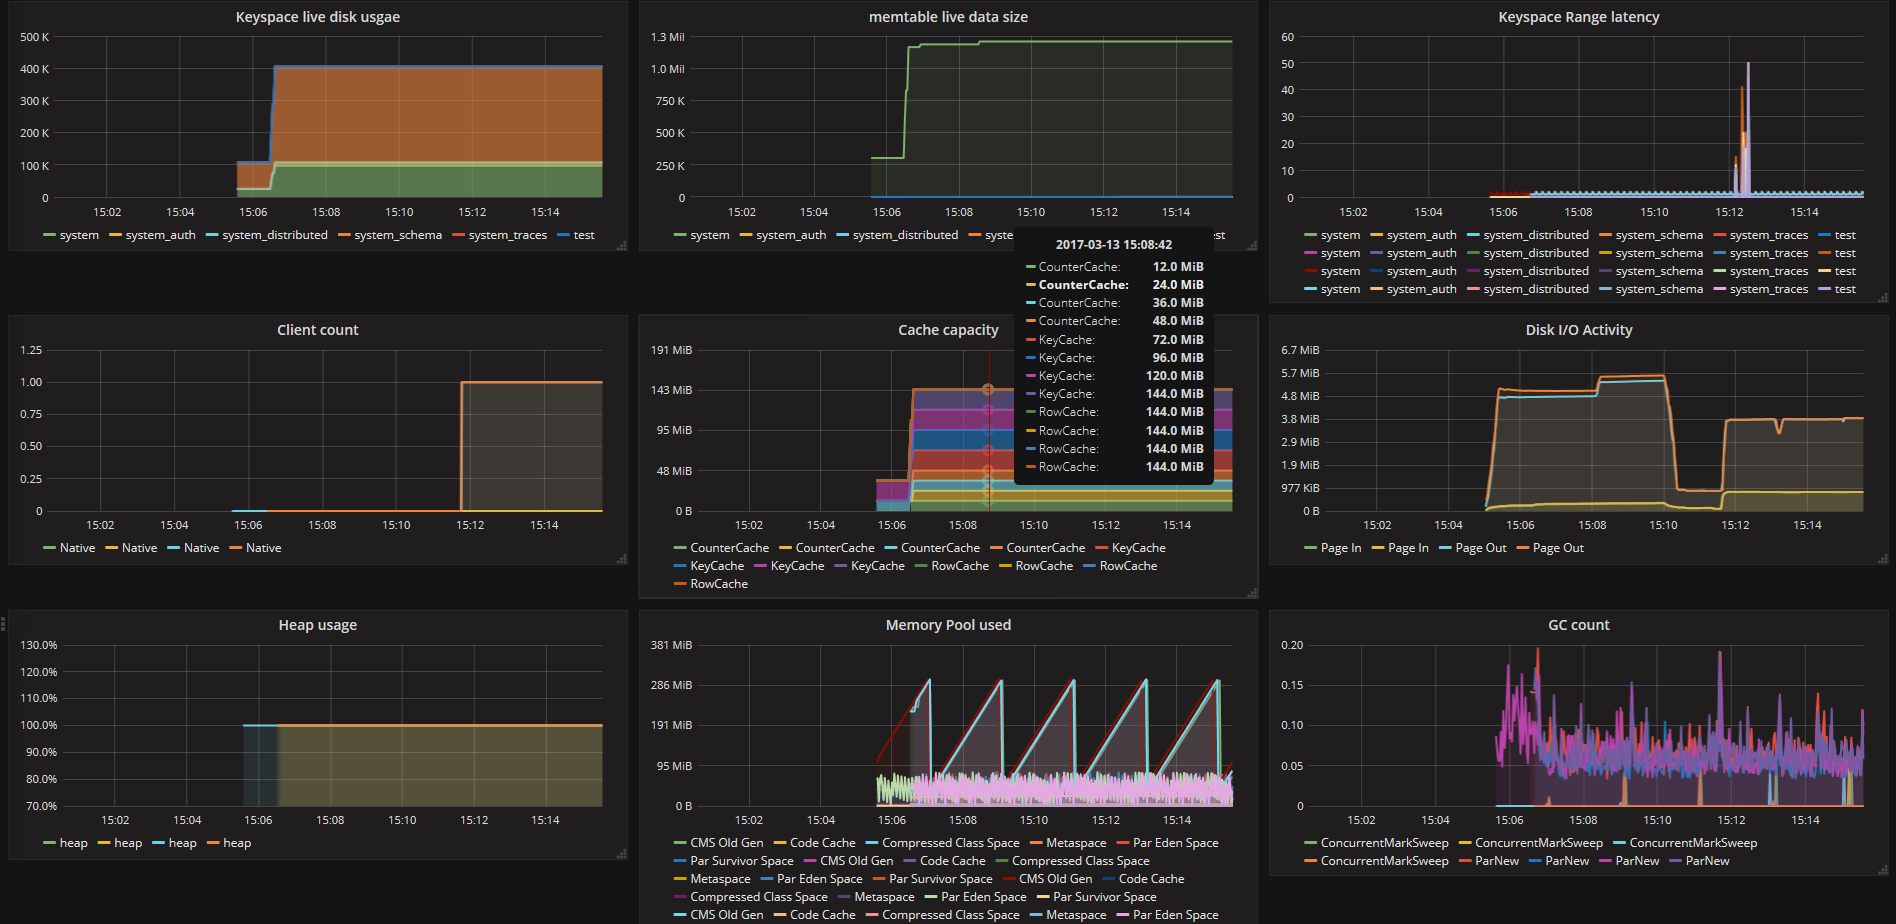 Keyspace live disk usgae
500 K
400 K
300 K
200 K
100 K
0
15:02 15:04 15:06 15:08 15:10 15:12 15:14
system system_auth system_distributed system_schema system_traces test
memtable live data size
1.3 Mil
1.0 Mil
750 K
500 K
250 K
0
15:02 15:04 15:06 15:08 15:10 15:12 15:14
system system_auth system_distributed syste st
Keyspace Range latency
60
50
40
30
20
10
0
15:02 15:04 15:06 15:08 15:10 15:12 15:14
system system_auth system_distributed system_schema system_traces test
system system_auth system_distributed system_schema system_traces test
system system_auth system_distributed system_schema system_traces test
system system_auth system_distributed system_schema system_traces test
2017-03-13 15:08:42
CounterCache: 12.0 MiB
CounterCache: 24.0 MiB
CounterCache: 36.0 MiB
CounterCache: 48.0 MiB
KeyCache: 72.0 MiB
KeyCache: 96.0 MiB
KeyCache: 120.0 MiB
KeyCache: 144.0 MiB
RowCache: 144.0 MiB
RowCache: 144.0 MiB
RowCache: 144.0 MiB
RowCache: 144.0 MiB
Client count
1.25
1.00
0.75
0.50
0.25
0
15:02 15:04 15:06 15:08 15:10 15:12 15:14
Native Native Native Native
Cache capacity
191 MiB
143 MiB
95 MiB
48 MiB
0 B
15:02 15:04 15:06 15:08 15:10 15:12 15:14
CounterCache CounterCache CounterCache CounterCache KeyCache
KeyCache KeyCache KeyCache RowCache RowCache RowCache
RowCache
Disk I/O Activity
6.7 MiB
5.7 MiB
4.8 MiB
3.8 MiB
2.9 MiB
1.9 MiB
977 KiB
0 B
15:02 15:04 15:06 15:08 15:10 15:12 15:14
Page In Page In Page Out Page Out
Heap usage
130.0%
120.0%
110.0%
100.0%
90.0%
80.0%
70.0%
15:02 15:04 15:06 15:08 15:10 15:12 15:14
heap heap heap heap
Memory Pool used
381 MiB
286 MiB
191 MiB
95 MiB
0 B
15:02 15:04 15:06 15:08 15:10 15:12 15:14
CMS Old Gen Code Cache Compressed Class Space Metaspace Par Eden Space
Par Survivor Space CMS Old Gen Code Cache Compressed Class Space
Metaspace Par Eden Space Par Survivor Space CMS Old Gen Code Cache
Compressed Class Space Metaspace Par Eden Space Par Survivor Space
CMS Old Gen Code Cache Compressed Class Space Metaspace Par Eden Space
GC count
0.20
0.15
0.10
0.05
0
15:02 15:04 15:06 15:08 15:10 15:12 15:14
ConcurrentMarkSweep ConcurrentMarkSweep ConcurrentMarkSweep
ConcurrentMarkSweep ParNew ParNew ParNew ParNew